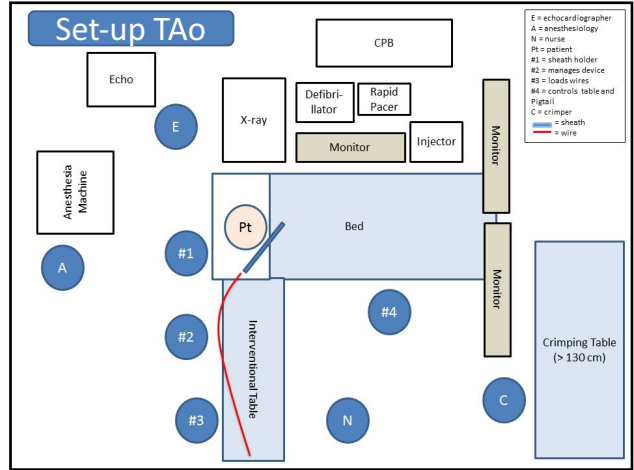 Set-up TAo
CPB
E = echocardiographer
A = anesthesiology
N = nurse
Pt = patient
#1 = sheath holder
#2 = manages device
#3 = loads wires
#4 = controls table and
Pigtail
C = crimper
= sheath
= wire
Echo
Defibri-
llator
Rapid
Pacer
X-ray
E
Monitor
Injector
Monitor
Anesthesia
Machine
Pt
Bed
#1
A
Monitor
#4
#2
Interventional Table
Crimping Table
(> 130 cm)
#3
N
C